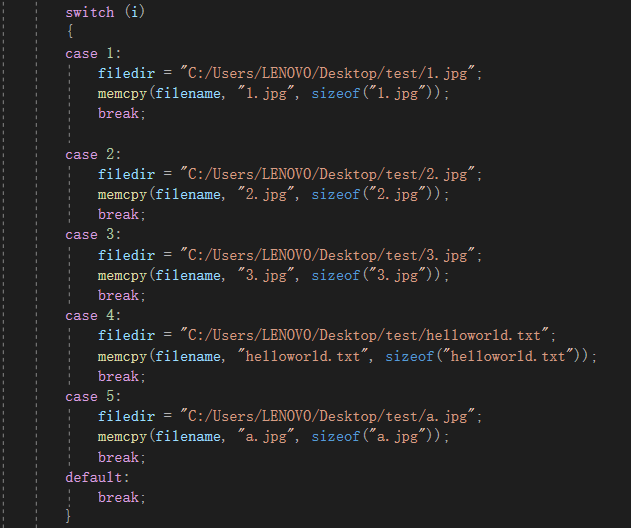 switch (i)
{
case 1:
filedir = "C:/Users/LENOVO/Desktop/test/1.jpg";
memcpy(filename, "1.jpg", sizeof("1.jpg"));
break;
case 2:
filedir = "C:/Users/LENOVO/Desktop/test/2.jpg";
memcpy(filename, "2.jpg", sizeof("2.jpg"));
break;
case 3:
filedir = "C:/Users/LENOVO/Desktop/test/3.jpg";
memcpy(filename, "3.jpg", sizeof("3.jpg"));
break;
case 4:
filedir = "C:/Users/LENOVO/Desktop/test/helloworld.txt";
memcpy(filename, "helloworld.txt", sizeof("helloworld.txt"));
break;
case 5:
filedir = "C:/Users/LENOVO/Desktop/test/a.jpg";
memcpy(filename, "a.jpg", sizeof("a.jpg"));
break;
default:
break;
}